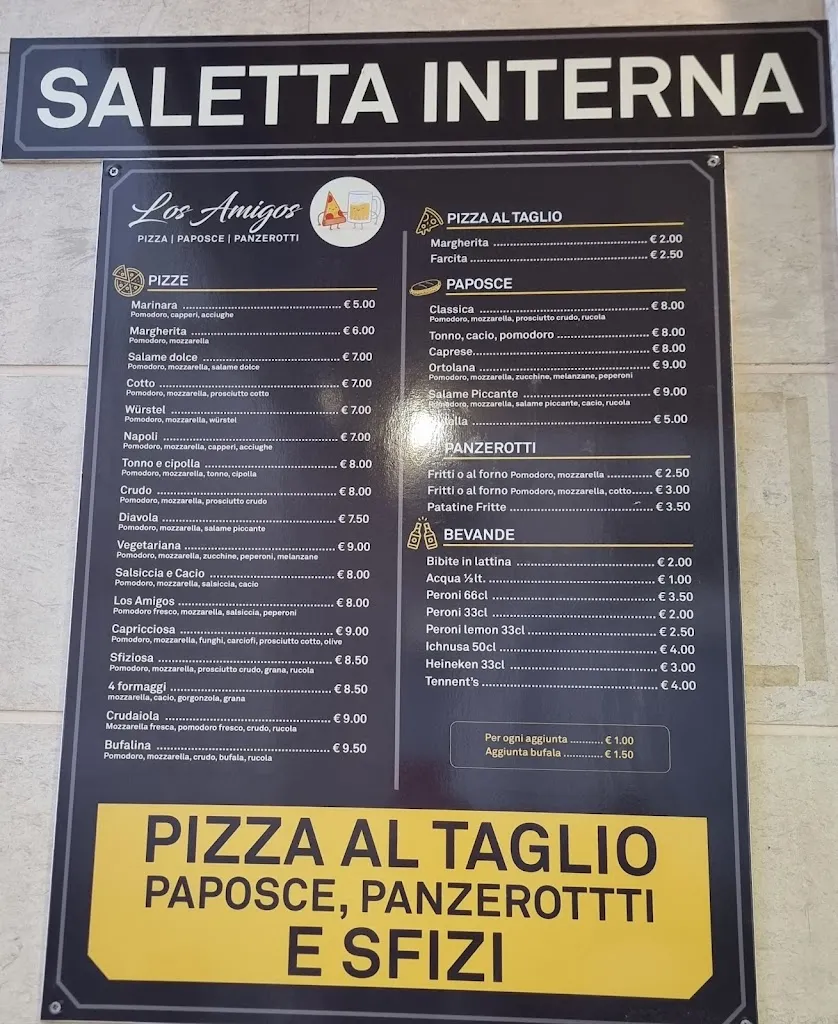 SALETTA INTERNA
Los Amigos
PIZZA | PAPOSCE | PANZEROTTI
PIZZE
Marinara € 5.00
Pomodoro, capperi, acciughe
Margherita € 6.00
Pomodoro, mozzarella
Salame dolce € 7.00
Pomodoro, mozzarella, salame dolce
Cotto € 7.00
Pomodoro, mozzarella, prosciutto cotto
Würstel € 7.00
Pomodoro, mozzarella, würstel
Napoli € 7.00
Pomodoro, mozzarella, capperi, acciughe
Tonno e cipolla € 8.00
Pomodoro, mozzarella, tonno, cipolla
Crudo € 8.00
Pomodoro, mozzarella, prosciutto crudo
Diavola € 7.50
Pomodoro, mozzarella, salame piccante
Vegetariana € 9.00
Pomodoro, mozzarella, zucchine, peperoni, melanzane
Salsiccia e Cacio € 8.00
Pomodoro, mozzarella, salsiccia, cacio
Los Amigos € 8.00
Pomodoro fresco, mozzarella, salsiccia, peperoni
Capricciosa € 9.00
Pomodoro, mozzarella, funghi, carciofi, prosciutto cotto, olive
Sfiziosa € 8.50
Pomodoro, mozzarella, prosciutto crudo, grana, rucola
4 formaggi € 8.50
mozzarella, cacio, gorgonzola, grana
Crudaiola € 9.00
Mozzarella fresca, pomodoro fresco, crudo, rucola
Bufalina € 9.50
Pomodoro, mozzarella, crudo, bufala, rucola
PIZZA AL TAGLIO
Margherita € 2.00
Farcita € 2.50
PAPOSCE
Classica € 8.00
Pomodoro, mozzarella, prosciutto crudo, rucola
Tonno, cacio, pomodoro € 8.00
Caprese € 8.00
Ortolana € 9.00
Pomodoro, mozzarella, zucchine, melanzane, peperoni
Salame Piccante € 9.00
Pomodoro, mozzarella, salame piccante, cacio, rucola
€ 5.00
PANZEROTTI
Fritti o al forno Pomodoro, mozzarella € 2.50
Fritti o al forno Pomodoro, mozzarella, cotto € 3.00
Patatine Fritte € 3.50
BEVANDE
Bibite in lattina € 2.00
Acqua ½lt. € 1.00
Peroni 66cl € 3.50
Peroni 33cl € 2.00
Peroni lemon 33cl € 2.50
Ichnusa 50cl € 4.00
Heineken 33cl € 3.00
Tennent's € 4.00
Per ogni aggiunta € 1.00
Aggiunta bufala € 1.50
PIZZA AL TAGLIO
PAPOSCE, PANZEROTTTI
E SFIZI